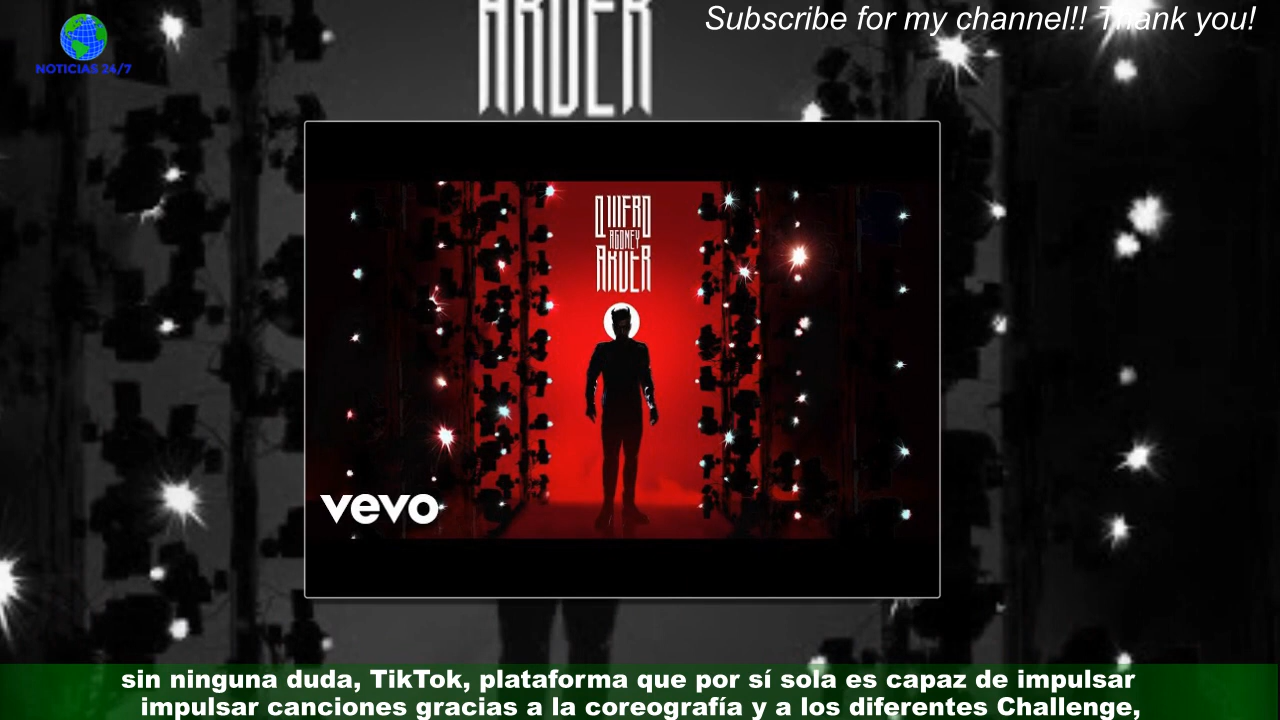 ARDER
Subscribe for my channel!! Thank you!
NOTICIAS 24/7
QUIERO
AGONEY
ARDER
vevo
sin ninguna duda, TikTok, plataforma que por sí sola es capaz de impulsar
impulsar canciones gracias a la coreografía y a los diferentes Challenge,